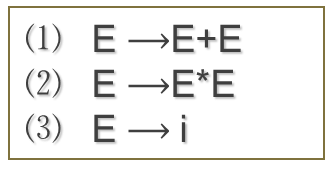 (1) E →E+E
(2) E →E*E
(3) E → i